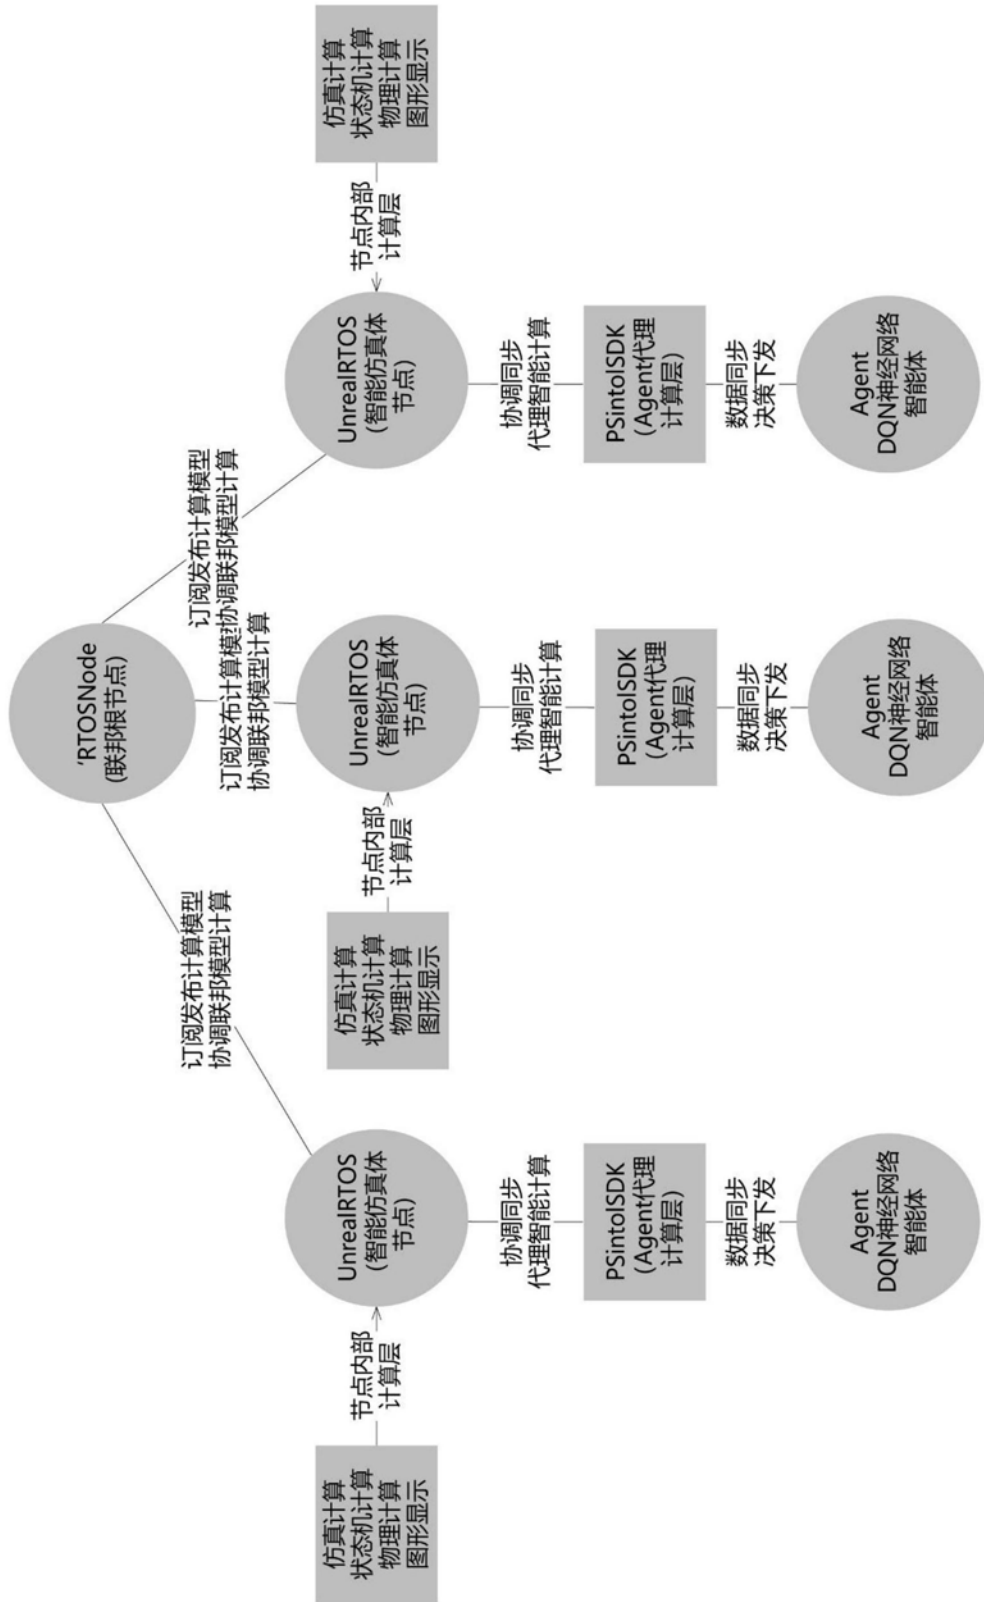 'RTOSNode
(联邦根节点)
订阅发布计算模型
协调联邦模型计算
订阅发布计算模
协调联邦模型计算
订阅发布计算模型
协调联邦模型计算
仿真计算
状态机计算
物理计算
图形显示
节点内部
计算层
UnrealRTOS
(智能仿真体
节点)
仿真计算
状态机计算
物理计算
图形显示
节点内部
计算层
UnrealRTOS
(智能仿真体
节点)
UnrealRTOS
(智能仿真体
节点)
节点内部
计算层
仿真计算
状态机计算
物理计算
图形显示
协调同步
代理智能计算
协调同步
代理智能计算
协调同步
代理智能计算
PSintolSDK
(Agent代理
计算层)
PSintolSDK
(Agent代理
计算层)
PSintolSDK
(Agent代理
计算层)
数据同步
决策下发
数据同步
决策下发
数据同步
决策下发
Agent
DQN神经网络
智能体
Agent
DQN神经网络
智能体
Agent
DQN神经网络
智能体